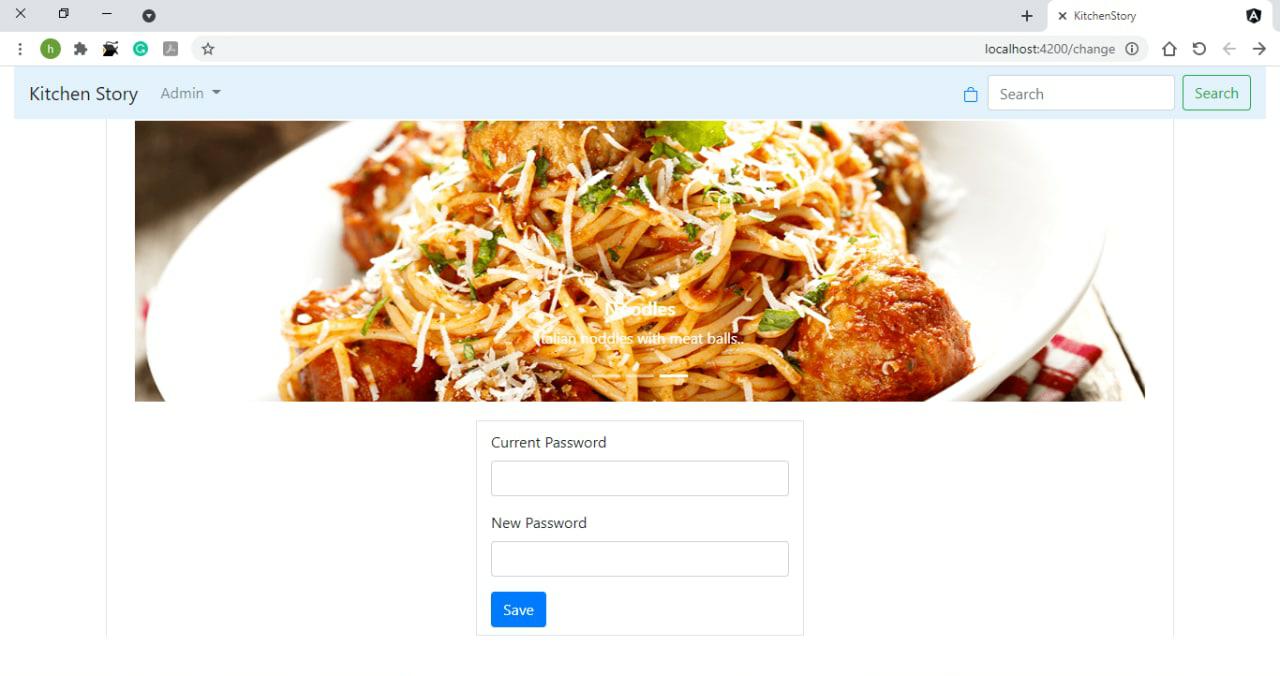 KitchenStory
h
localhost:4200/change
Kitchen Story Admin Search Search
Noodles
Italian noddles with meat balls..
Current Password
New Password
Save